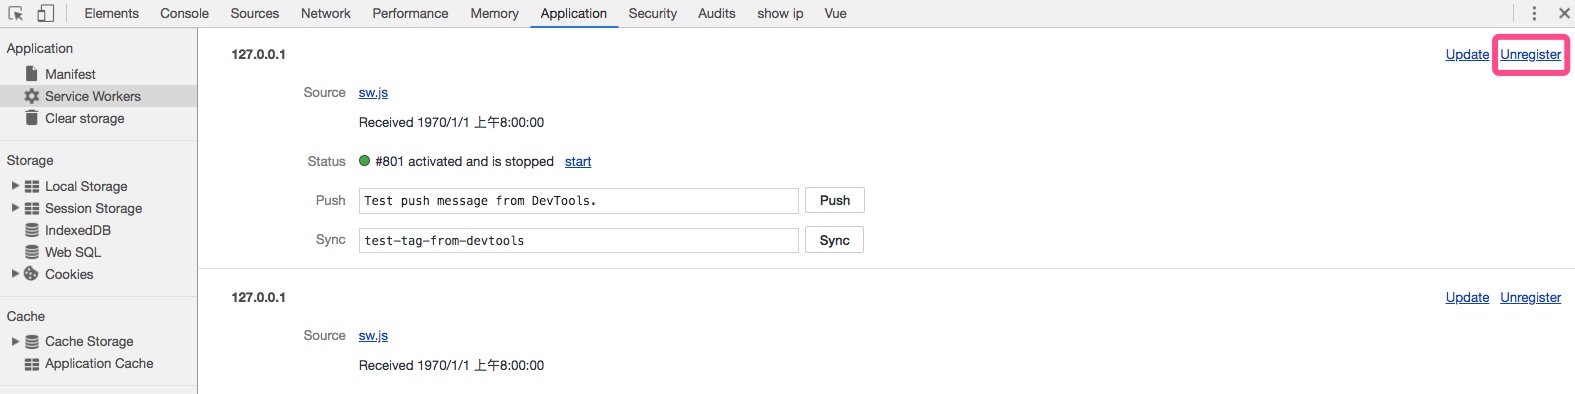 Elements Console Sources Network Performance Memory Application Security Audits show ip Vue
Application
Manifest
Service Workers
Clear storage
Storage
Local Storage
Session Storage
IndexedDB
Web SQL
Cookies
Cache
Cache Storage
Application Cache
127.0.0.1 Update Unregister
Source sw.js
Received 1970/1/1 上午8:00:00
Status #801 activated and is stopped start
Push Test push message from DevTools. Push
Sync test-tag-from-devtools Sync
127.0.0.1 Update Unregister
Source sw.js
Received 1970/1/1 上午8:00:00